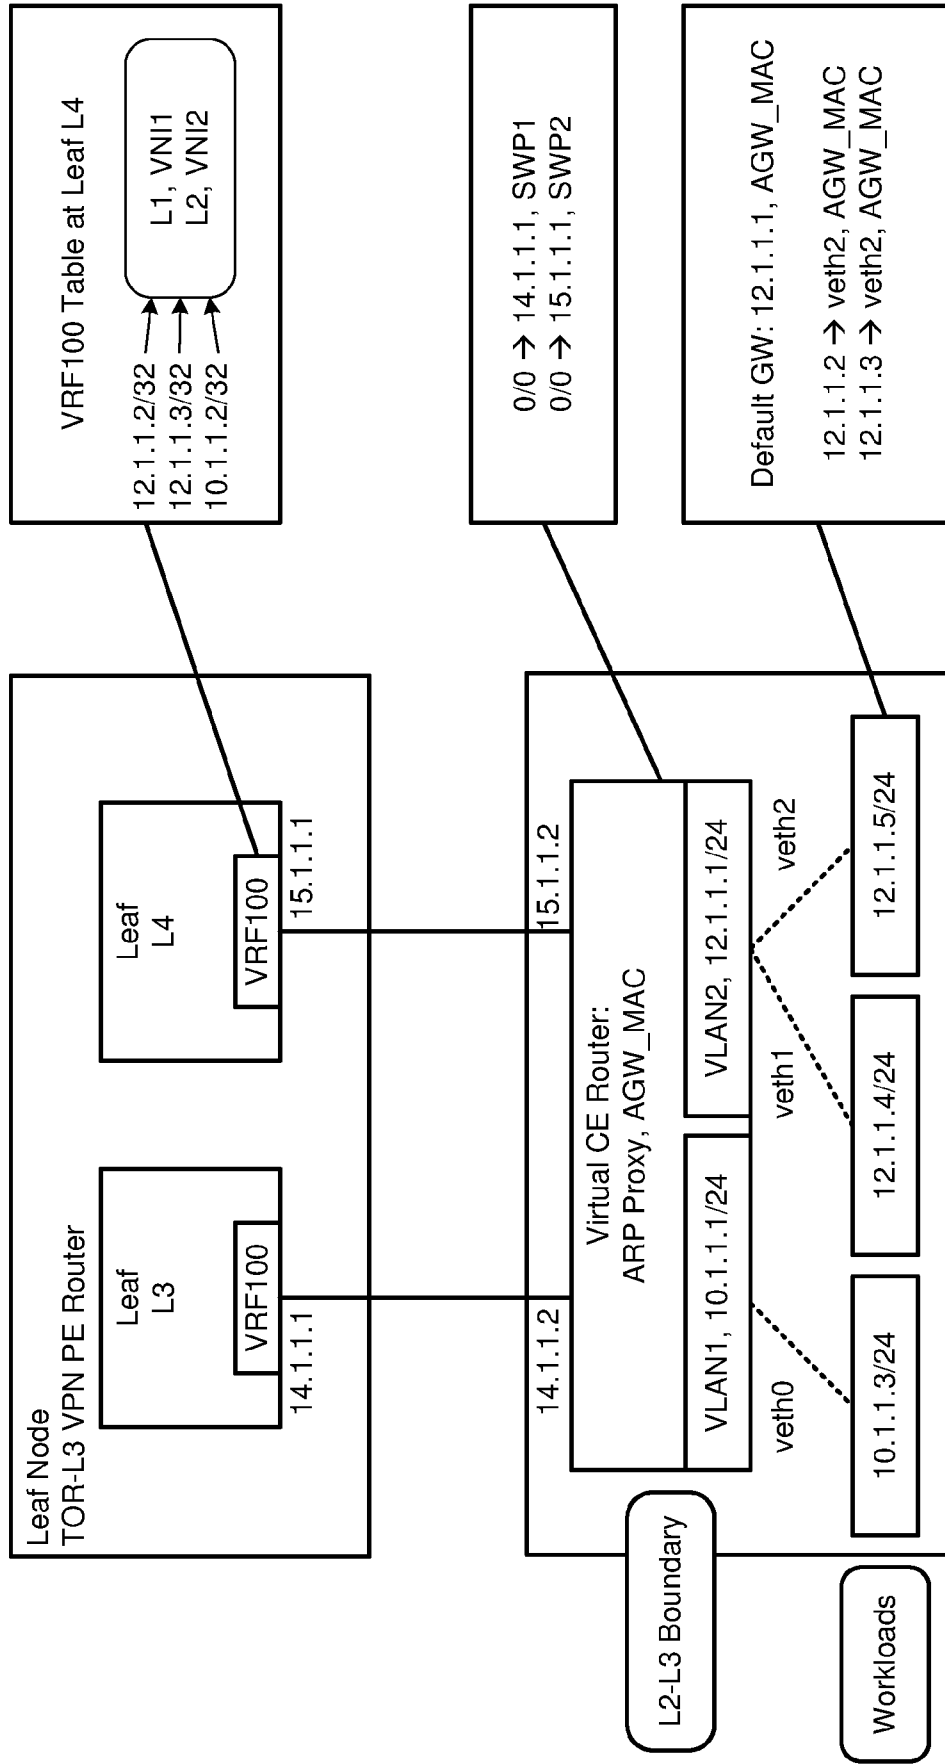 Leaf Node
TOR-L3 VPN PE Router
Leaf
L3
VRF100
14.1.1.1
Leaf
L4
VRF100
15.1.1.1
VRF100 Table at Leaf L4
12.1.1.2/32
12.1.1.3/32
10.1.1.2/32
L1, VNI1
L2, VNI2
14.1.1.2
15.1.1.2
L2-L3 Boundary
Virtual CE Router:
ARP Proxy, AGW_MAC
VLAN1, 10.1.1.1/24
VLAN2, 12.1.1.1/24
0/0 → 14.1.1.1, SWP1
0/0 → 15.1.1.1, SWP2
veth0
veth1
veth2
Workloads
10.1.1.3/24
12.1.1.4/24
12.1.1.5/24
Default GW: 12.1.1.1, AGW_MAC
12.1.1.2 → veth2, AGW_MAC
12.1.1.3 → veth2, AGW_MAC